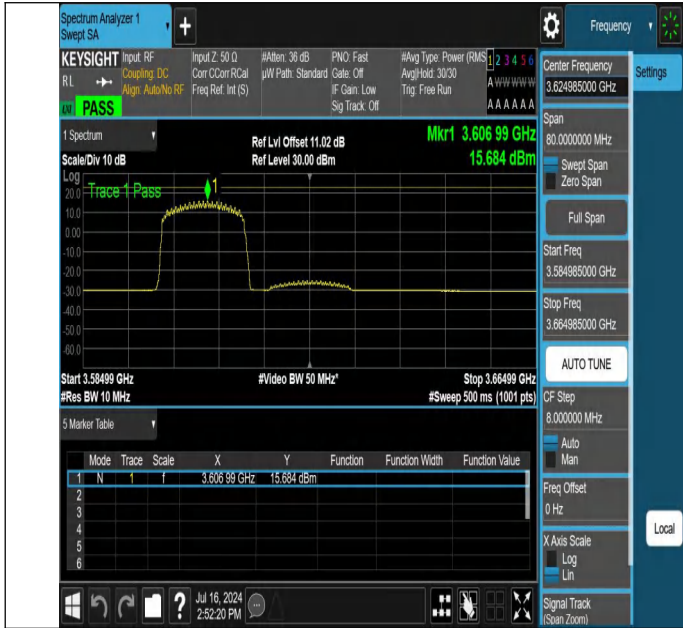 Spectrum Analyzer 1
Swept SA
+
Frequency
KEYSIGHT
RL
PASS
Input: RF
Coupling: DC
Align: Auto/No RF
Input Z: 50 Ω
Corr CCorr RCal
Freq Ref: Int (S)
#Atten: 36 dB
µW Path: Standard
PNO: Fast
Gate: Off
IF Gain: Low
Sig Track: Off
#Avg Type: Power (RMS
Avg|Hold: 30/30
Trig: Free Run
1 2 3 4 5 6
A W W W W W
A A A A A A
1 Spectrum
Scale/Div 10 dB
Ref Lvl Offset 11.02 dB
Ref Level 30.00 dBm
Mkr1 3.606 99 GHz
15.684 dBm
Log
Trace 1 Pass
1
20.0
10.0
0.00
-10.0
-20.0
-30.0
-40.0
-50.0
-60.0
Start 3.58499 GHz
#Res BW 10 MHz
#Video BW 50 MHz*
Stop 3.66499 GHz
#Sweep 500 ms (1001 pts)
5 Marker Table
Mode Trace Scale X Y Function Function Width Function Value
1 N 1 f 3.606 99 GHz 15.684 dBm
2
3
4
5
6
Center Frequency
3.624985000 GHz
Settings
Span
80.0000000 MHz
Swept Span
Zero Span
Full Span
Start Freq
3.584985000 GHz
Stop Freq
3.664985000 GHz
AUTO TUNE
CF Step
8.000000 MHz
Auto
Man
Freq Offset
0 Hz
Local
X Axis Scale
Log
Lin
Signal Track
(Span Zoom)
?
Jul 16, 2024
2:52:20 PM